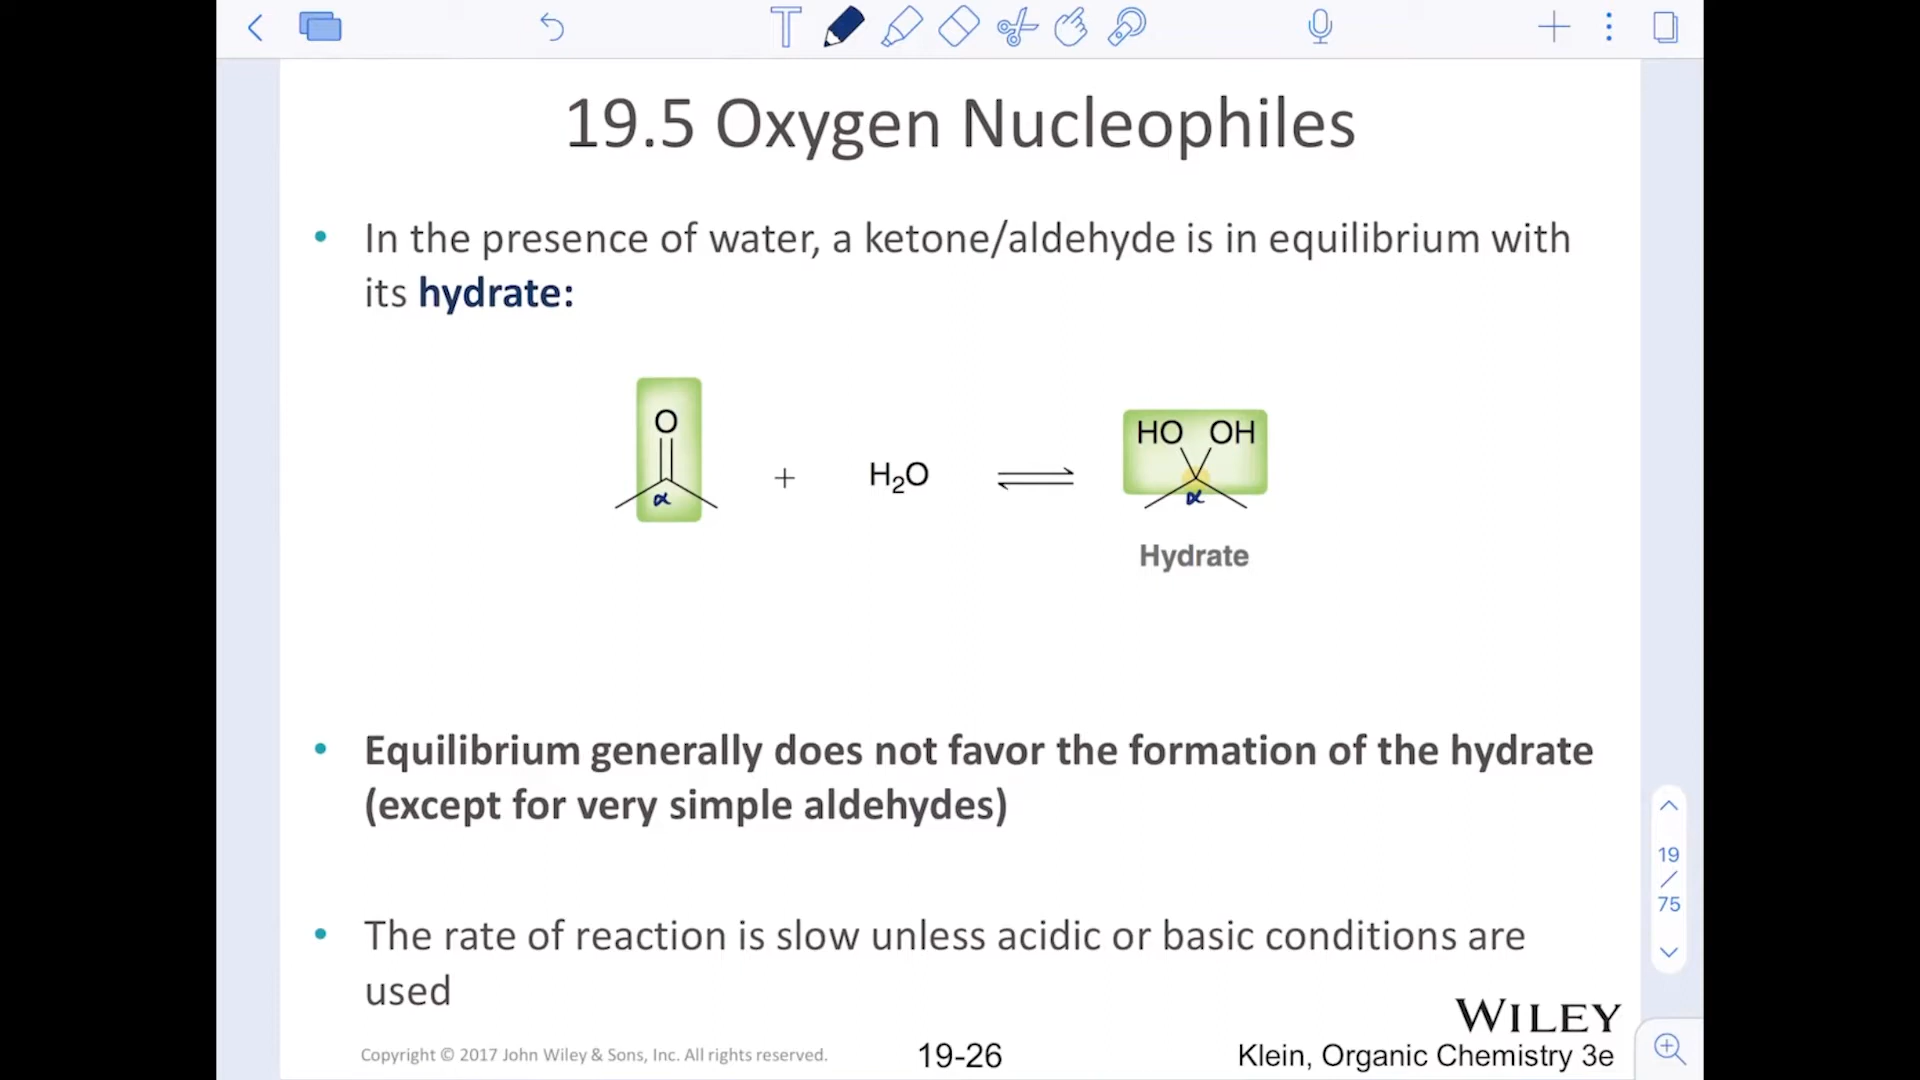 19.5 Oxygen Nucleophiles
• In the presence of water, a ketone/aldehyde is in equilibrium with
its hydrate:
O
α
+
H₂O
⇌
HO OH
α
Hydrate
• Equilibrium generally does not favor the formation of the hydrate
(except for very simple aldehydes)
• The rate of reaction is slow unless acidic or basic conditions are
used
19
/
75
WILEY
Copyright © 2017 John Wiley & Sons, Inc. All rights reserved.
19-26
Klein, Organic Chemistry 3e